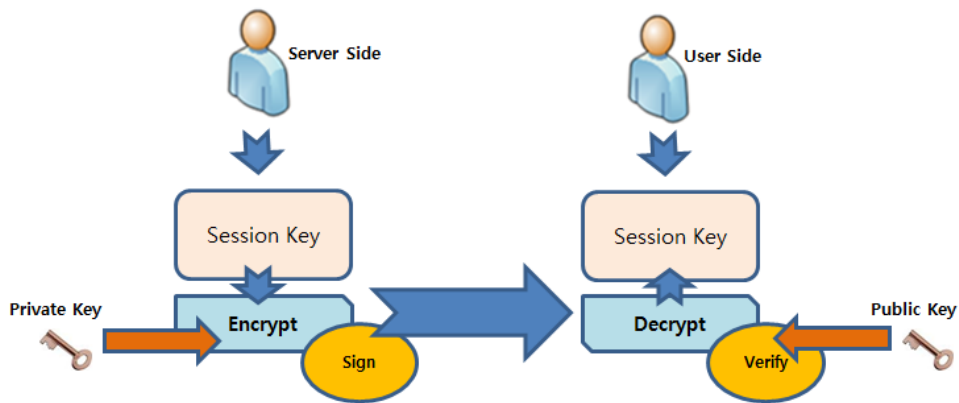 Server Side
User Side
Session Key
Session Key
Private Key
Encrypt
Decrypt
Public Key
Sign
Verify